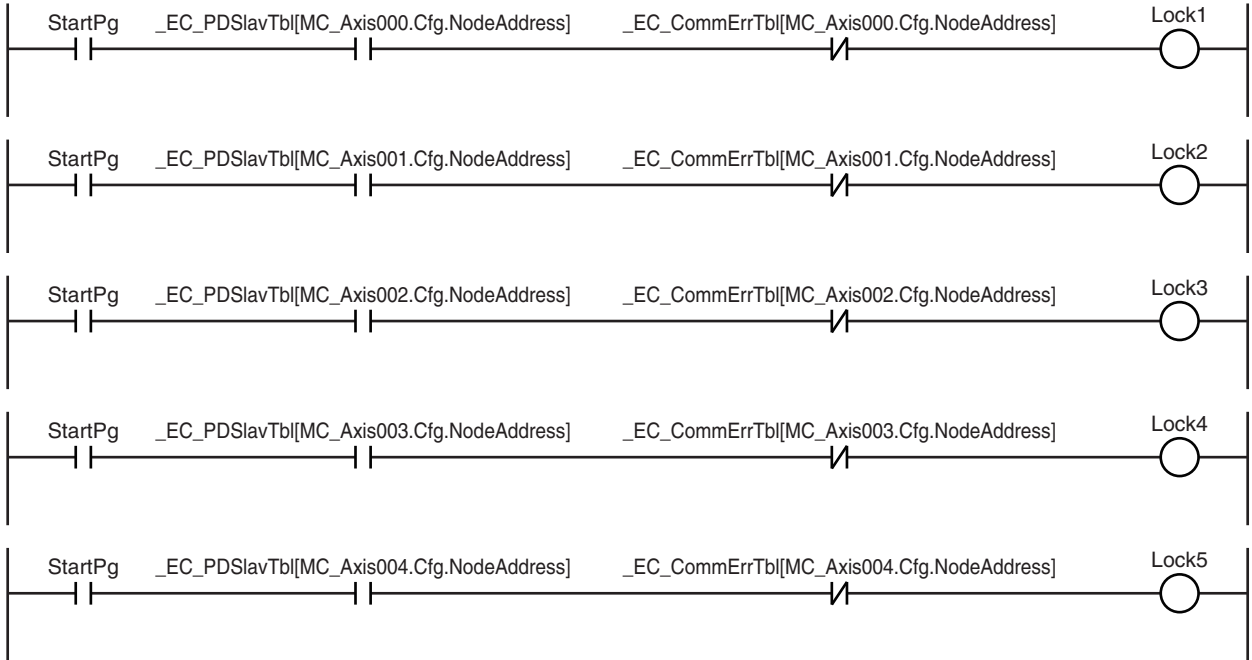 StartPg _EC_PDSlavTbl[MC_Axis000.Cfg.NodeAddress] _EC_CommErrTbl[MC_Axis000.Cfg.NodeAddress] Lock1
StartPg _EC_PDSlavTbl[MC_Axis001.Cfg.NodeAddress] _EC_CommErrTbl[MC_Axis001.Cfg.NodeAddress] Lock2
StartPg _EC_PDSlavTbl[MC_Axis002.Cfg.NodeAddress] _EC_CommErrTbl[MC_Axis002.Cfg.NodeAddress] Lock3
StartPg _EC_PDSlavTbl[MC_Axis003.Cfg.NodeAddress] _EC_CommErrTbl[MC_Axis003.Cfg.NodeAddress] Lock4
StartPg _EC_PDSlavTbl[MC_Axis004.Cfg.NodeAddress] _EC_CommErrTbl[MC_Axis004.Cfg.NodeAddress] Lock5